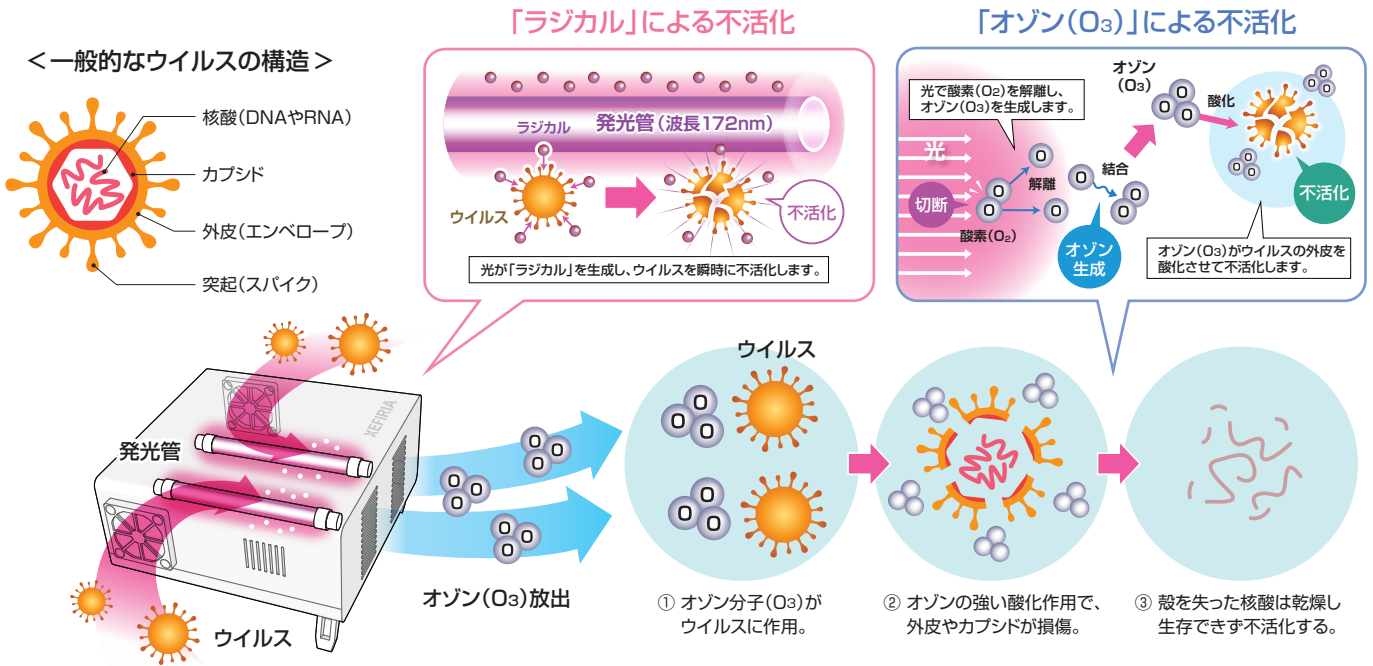 ＜一般的なウイルスの構造＞
核酸（DNAやRNA）
カプシド
外皮（エンベロープ）
突起（スパイク）
「ラジカル」による不活化
ラジカル
発光管（波長172nm）
ウイルス
不活化
光が「ラジカル」を生成し、ウイルスを瞬時に不活化します。
「オゾン（O₃）」による不活化
光で酸素（O₂）を解離し、
オゾン（O₃）を生成します。
光
切断
O
O
O
O
解離
酸素（O₂）
O
O
O
結合
オゾン
生成
オゾン
（O₃）
O
O
O
酸化
O
O
O
O
O
O
O
O
O
不活化
オゾン（O₃）がウイルスの外皮を
酸化させて不活化します。
XEFIRIA
発光管
ウイルス
O
O
O
O
O
O
O
O
O
オゾン（O₃）放出
ウイルス
O
O
O
O
O
O
① オゾン分子（O₃）が
ウイルスに作用。
② オゾンの強い酸化作用で、
外皮やカプシドが損傷。
③ 殻を失った核酸は乾燥し
生存できず不活化する。